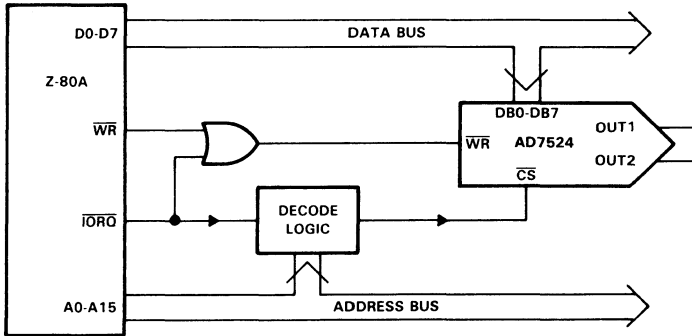 D0-D7
DATA BUS
Z-80A
DB0-DB7
WR
WR
AD7524
OUT1
OUT2
CS
IORQ
DECODE
LOGIC
A0-A15
ADDRESS BUS